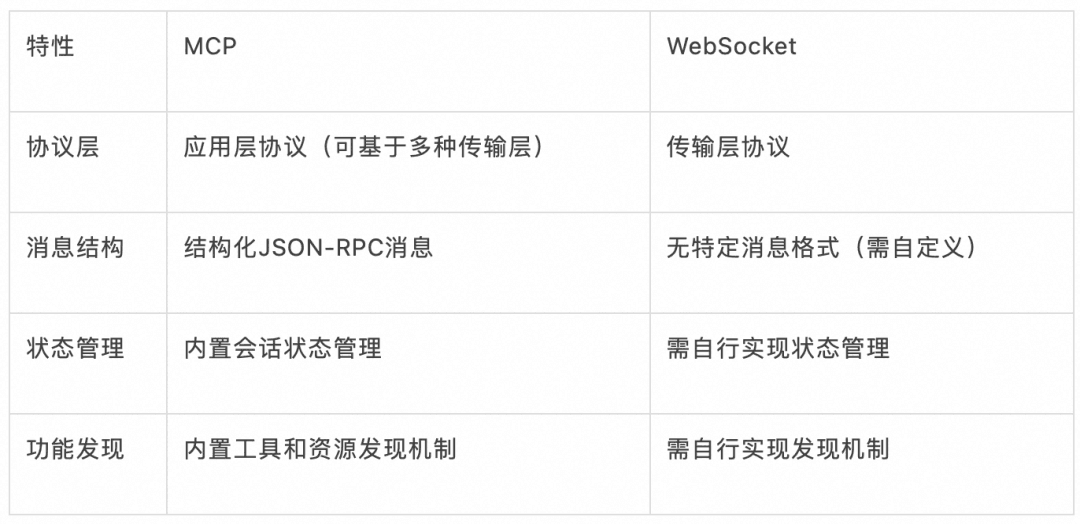 特性 MCP WebSocket
协议层 应用层协议（可基于多种传输层） 传输层协议
消息结构 结构化JSON-RPC消息 无特定消息格式（需自定义）
状态管理 内置会话状态管理 需自行实现状态管理
功能发现 内置工具和资源发现机制 需自行实现发现机制